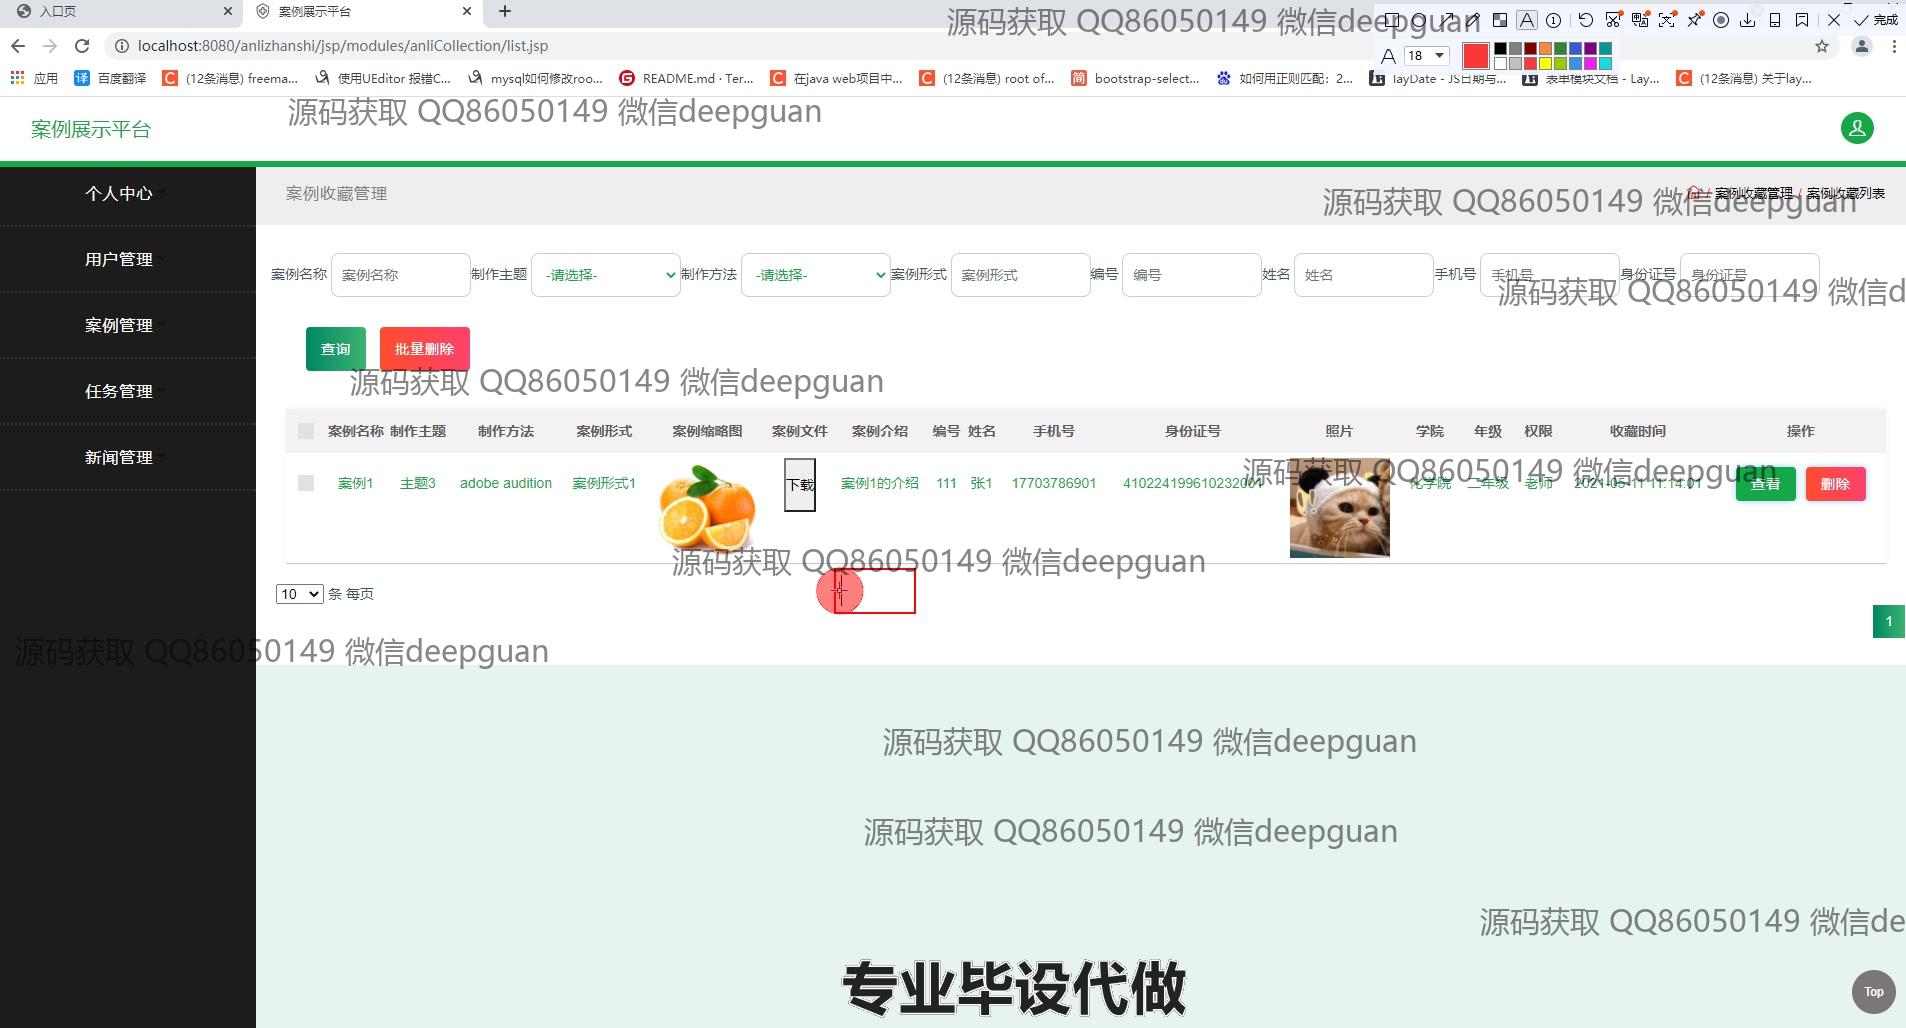 入口页
案例展示平台
localhost:8080/anlizhanshi/jsp/modules/anliCollection/list.jsp
18
完成
应用
百度翻译
(12条消息) freema...
使用UEditor 报错C...
mysql如何修改roo...
README.md · Ter...
在java web项目中...
(12条消息) root of...
bootstrap-select...
如何用正则匹配：2...
layDate - JS日期与...
表单模块文档 - Lay...
(12条消息) 关于lay...
源码获取 QQ86050149 微信deepguan
源码获取 QQ86050149 微信deepguan
案例展示平台
个人中心
用户管理
案例管理
任务管理
新闻管理
案例收藏管理
/ 案例收藏管理 / 案例收藏列表
源码获取 QQ86050149 微信deepguan
案例名称 案例名称 制作主题 -请选择- 制作方法 -请选择- 案例形式 案例形式 编号 编号 姓名 姓名 手机号 手机号 身份证号 身份证号
源码获取 QQ86050149 微信d
查询 批量删除
源码获取 QQ86050149 微信deepguan
案例名称 制作主题 制作方法 案例形式 案例缩略图 案例文件 案例介绍 编号 姓名 手机号 身份证号 照片 学院 年级 权限 收藏时间 操作
案例1 主题3 adobe audition 案例形式1 下载 案例1的介绍 111 张1 17703786901 410224199610232001 化学院 二年级 老师 2021-05-11 11:14:01 查看 删除
源码获取 QQ86050149 微信deepguan
源码获取 QQ86050149 微信deepguan
10 条 每页
1
源码获取 QQ86050149 微信deepguan
源码获取 QQ86050149 微信deepguan
源码获取 QQ86050149 微信deepguan
源码获取 QQ86050149 微信de
专业毕设代做
Top